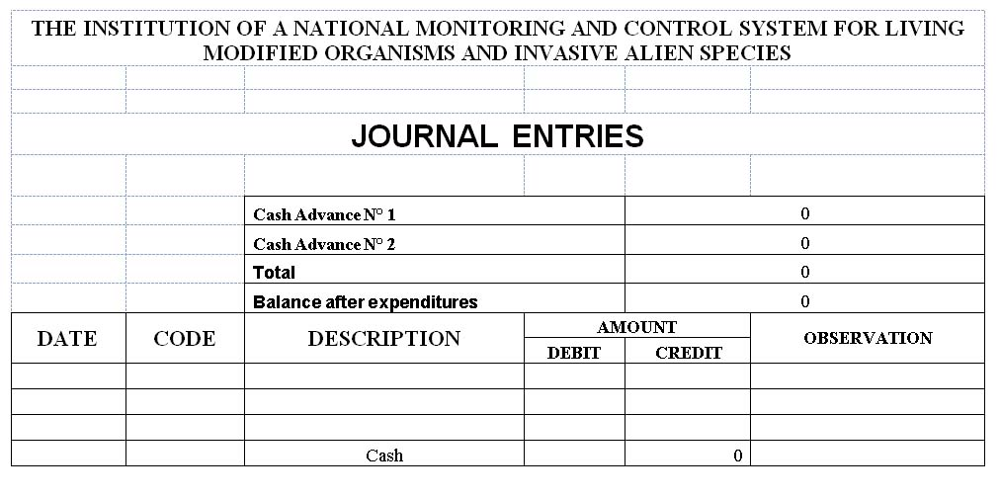 THE INSTITUTION OF A NATIONAL MONITORING AND CONTROL SYSTEM FOR LIVING
MODIFIED ORGANISMS AND INVASIVE ALIEN SPECIES
JOURNAL ENTRIES
Cash Advance N° 1 0
Cash Advance N° 2 0
Total 0
Balance after expenditures 0
DATE CODE DESCRIPTION AMOUNT OBSERVATION
DEBIT CREDIT
Cash 0